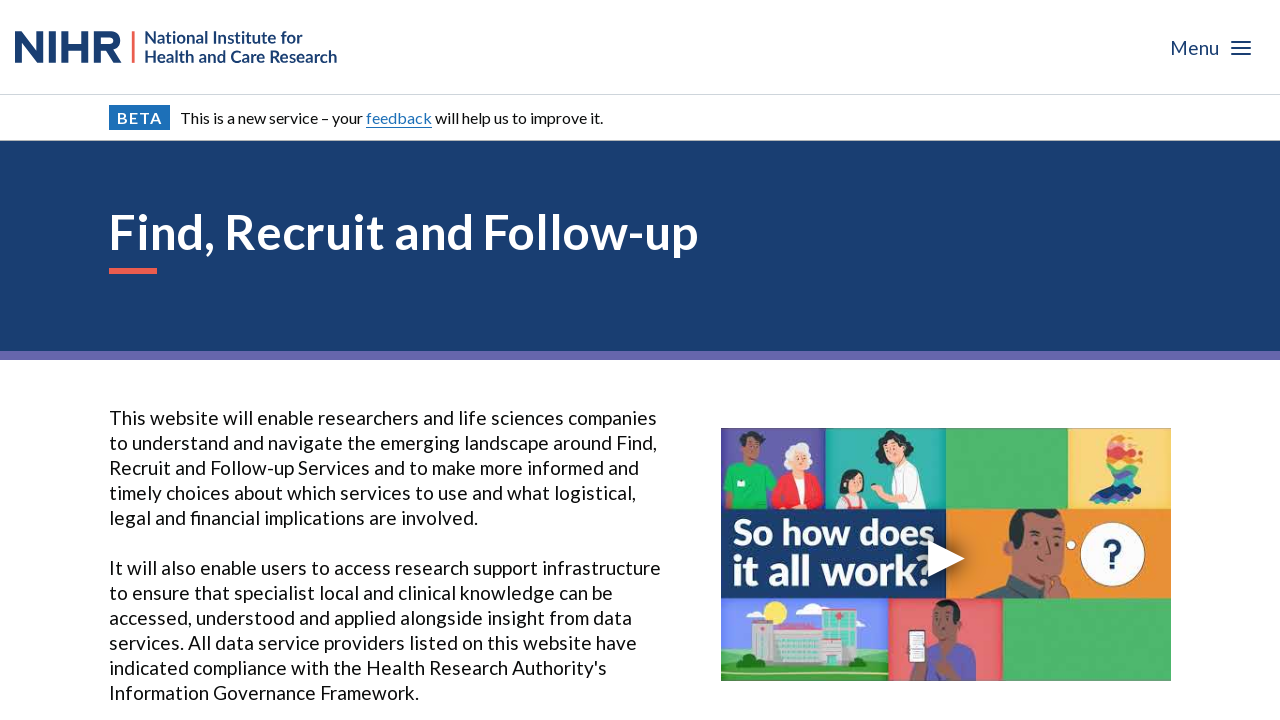 NIHR
National Institute for
Health and Care Research
Menu
BETA
This is a new service – your feedback will help us to improve it.
Find, Recruit and Follow-up
This website will enable researchers and life sciences companies
to understand and navigate the emerging landscape around Find,
Recruit and Follow-up Services and to make more informed and
timely choices about which services to use and what logistical,
legal and financial implications are involved.
It will also enable users to access research support infrastructure
to ensure that specialist local and clinical knowledge can be
accessed, understood and applied alongside insight from data
services. All data service providers listed on this website have
indicated compliance with the Health Research Authority's
Information Governance Framework.
So how does
it all work?
?